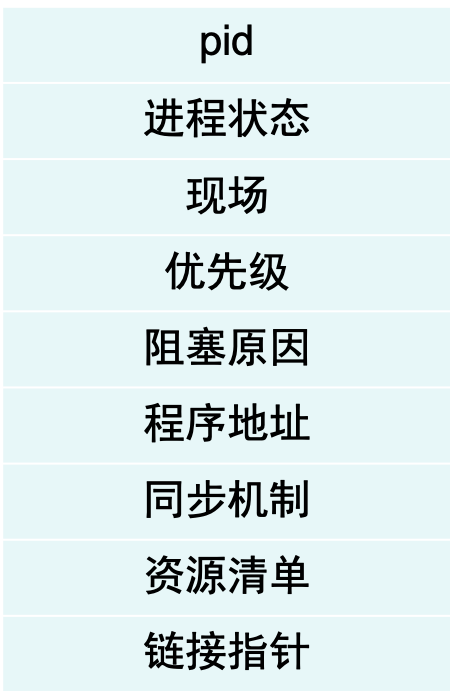 pid
进程状态
现场
优先级
阻塞原因
程序地址
同步机制
资源清单
链接指针